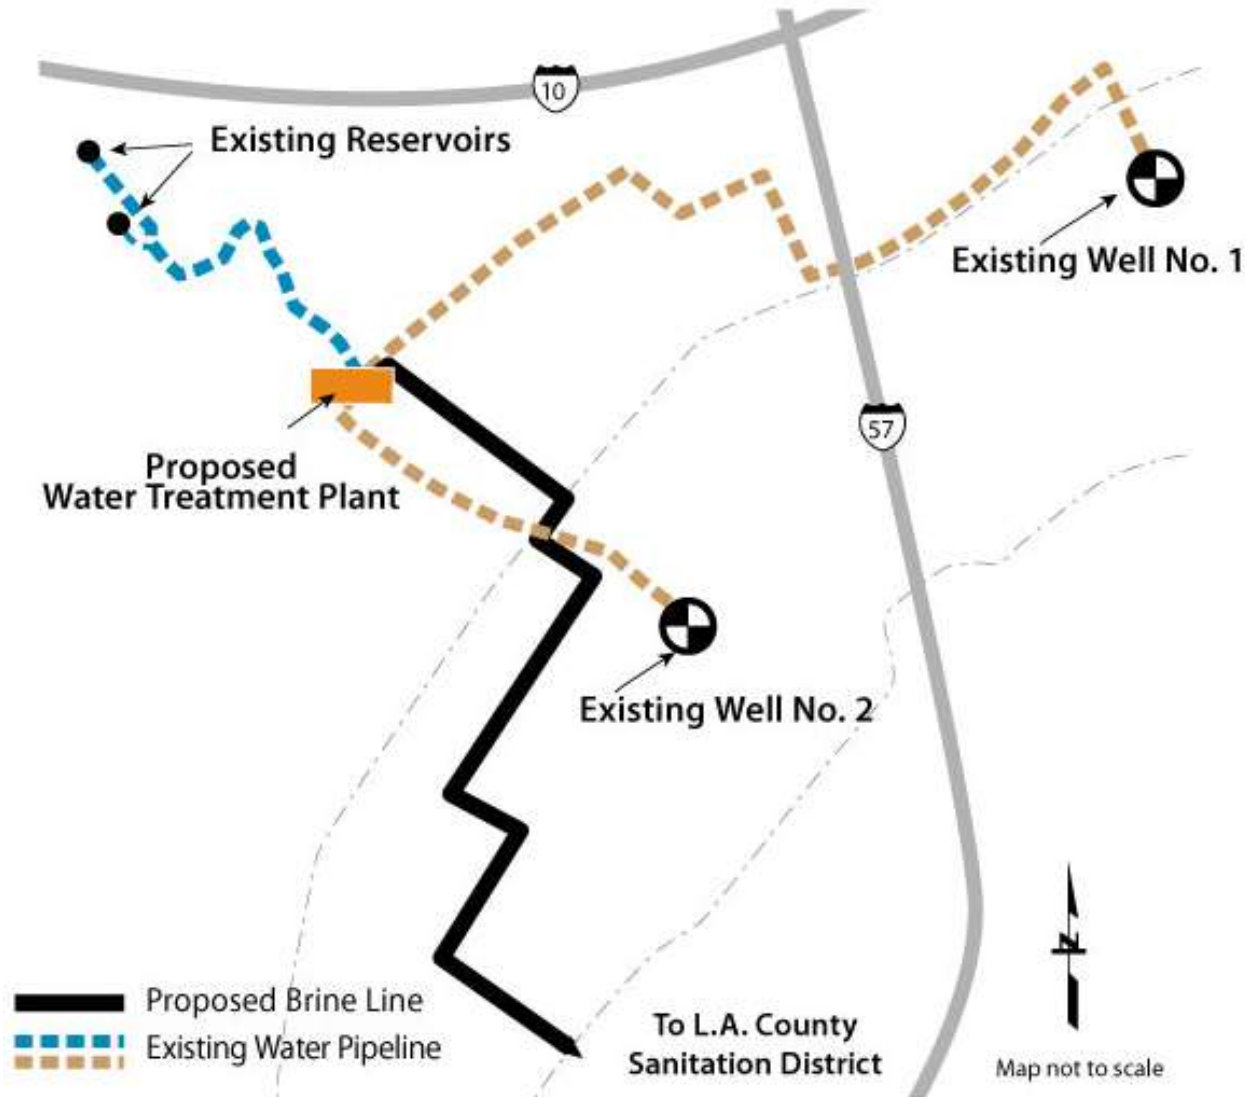 10
Existing Reservoirs
Existing Well No. 1
57
Proposed
Water Treatment Plant
Existing Well No. 2
Z
Proposed Brine Line
Existing Water Pipeline
To L.A. County
Sanitation District
Map not to scale